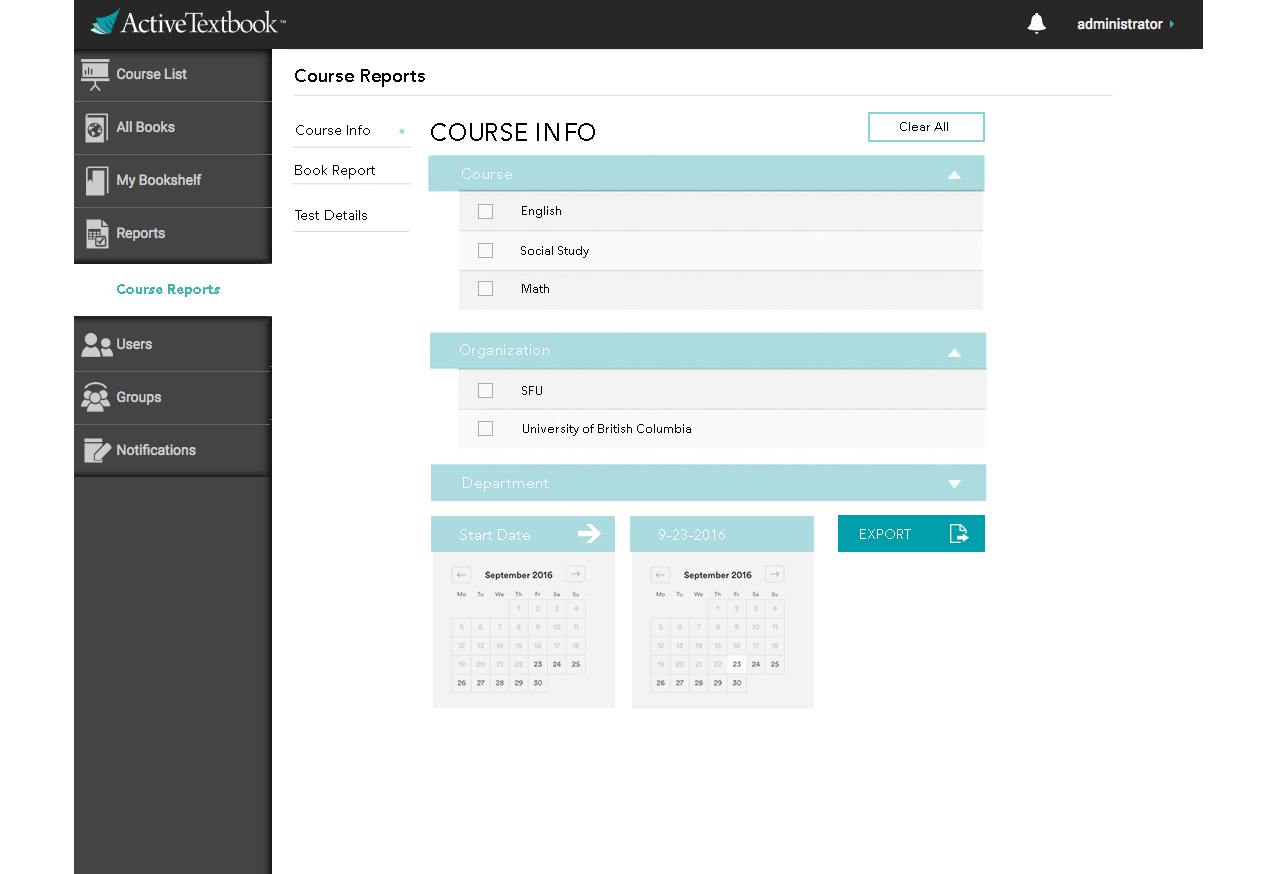 ActiveTextbook™
administrator
Course List
All Books
My Bookshelf
Reports
Course Reports
Users
Groups
Notifications
Course Reports
Course Info
Book Report
Test Details
COURSE INFO
Clear All
Course
English
Social Study
Math
Organization
SFU
University of British Columbia
Department
Start Date
September 2016
Mo Tu We Th Fr Sa Su
1 2 3 4
5 6 7 8 9 10 11
12 13 14 15 16 17 18
19 20 21 22 23 24 25
26 27 28 29 30
9-23-2016
September 2016
Mo Tu We Th Fr Sa Su
1 2 3 4
5 6 7 8 9 10 11
12 13 14 15 16 17 18
19 20 21 22 23 24 25
26 27 28 29 30
EXPORT